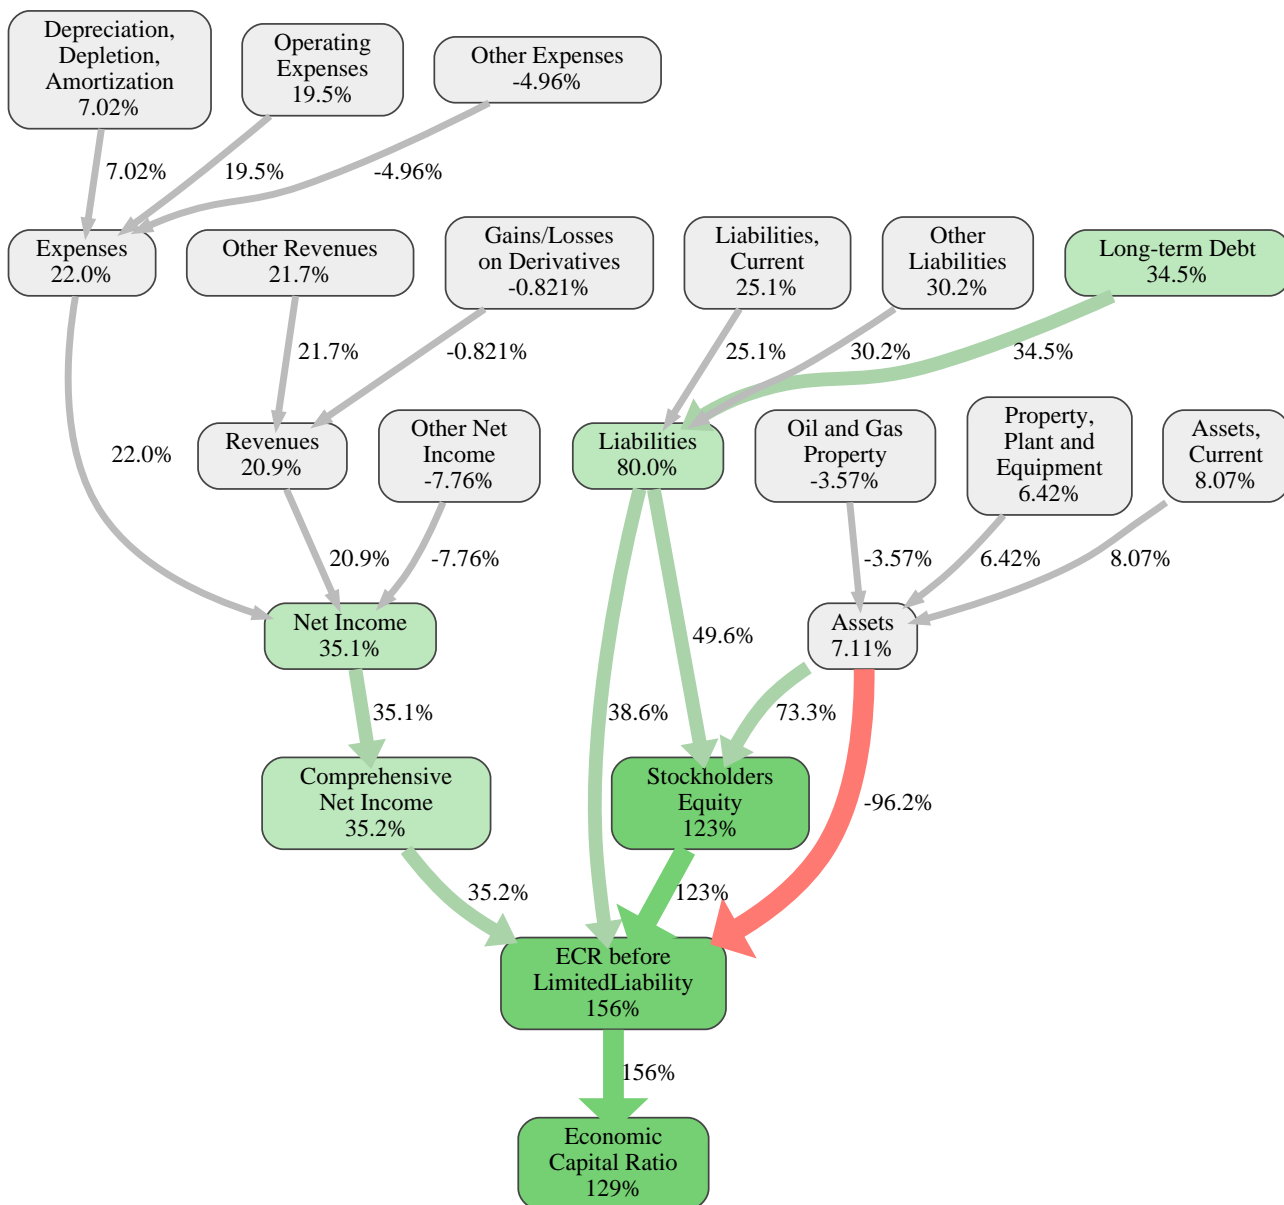 Depreciation,
Depletion,
Amortization
7.02%
Operating
Expenses
19.5%
Other Expenses
-4.96%
7.02%
19.5%
-4.96%
Expenses
22.0%
Other Revenues
21.7%
Gains/Losses
on Derivatives
-0.821%
Liabilities,
Current
25.1%
Other
Liabilities
30.2%
Long-term Debt
34.5%
21.7%
-0.821%
25.1%
30.2%
34.5%
22.0%
Revenues
20.9%
Other Net
Income
-7.76%
Liabilities
80.0%
Oil and Gas
Property
-3.57%
Property,
Plant and
Equipment
6.42%
Assets,
Current
8.07%
20.9%
-7.76%
-3.57%
6.42%
8.07%
Net Income
35.1%
49.6%
Assets
7.11%
35.1%
38.6%
73.3%
Comprehensive
Net Income
35.2%
Stockholders
Equity
123%
-96.2%
35.2%
123%
ECR before
LimitedLiability
156%
156%
Economic
Capital Ratio
129%